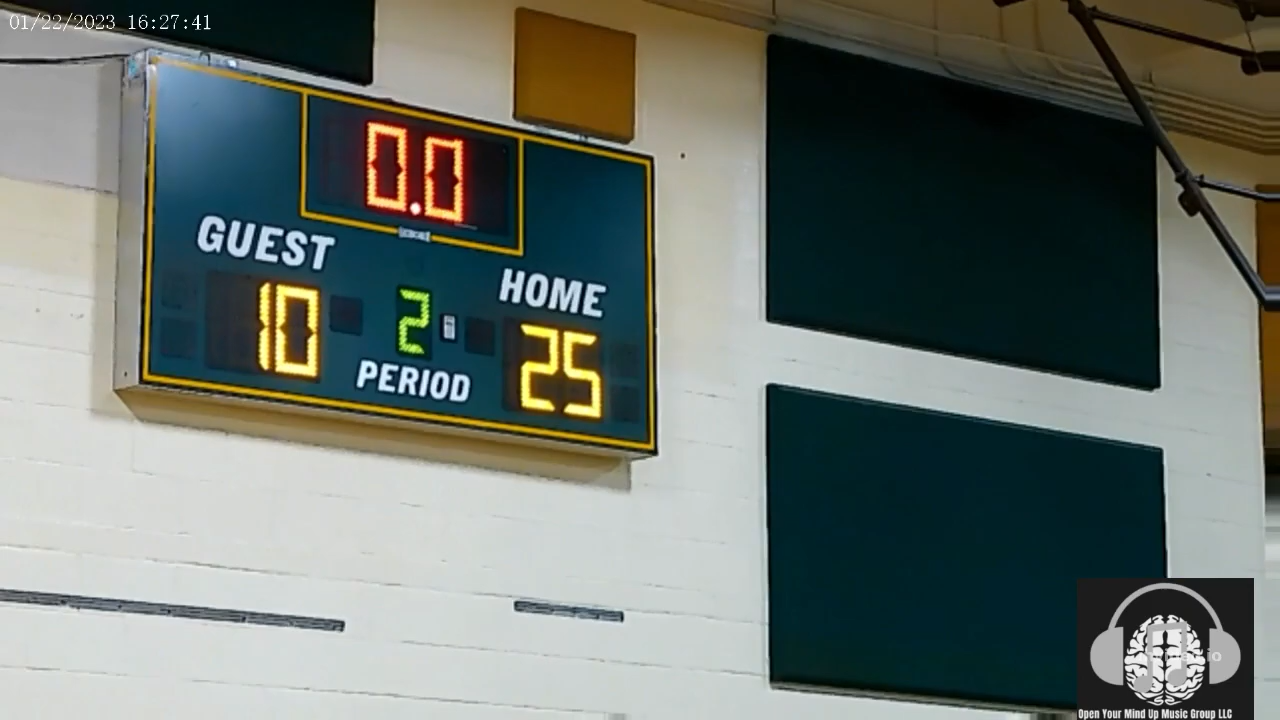 01/22/2023 16:27:41
0.0
GUEST
HOME
10
2
25
PERIOD
Open Your Mind Up Music Group LLC